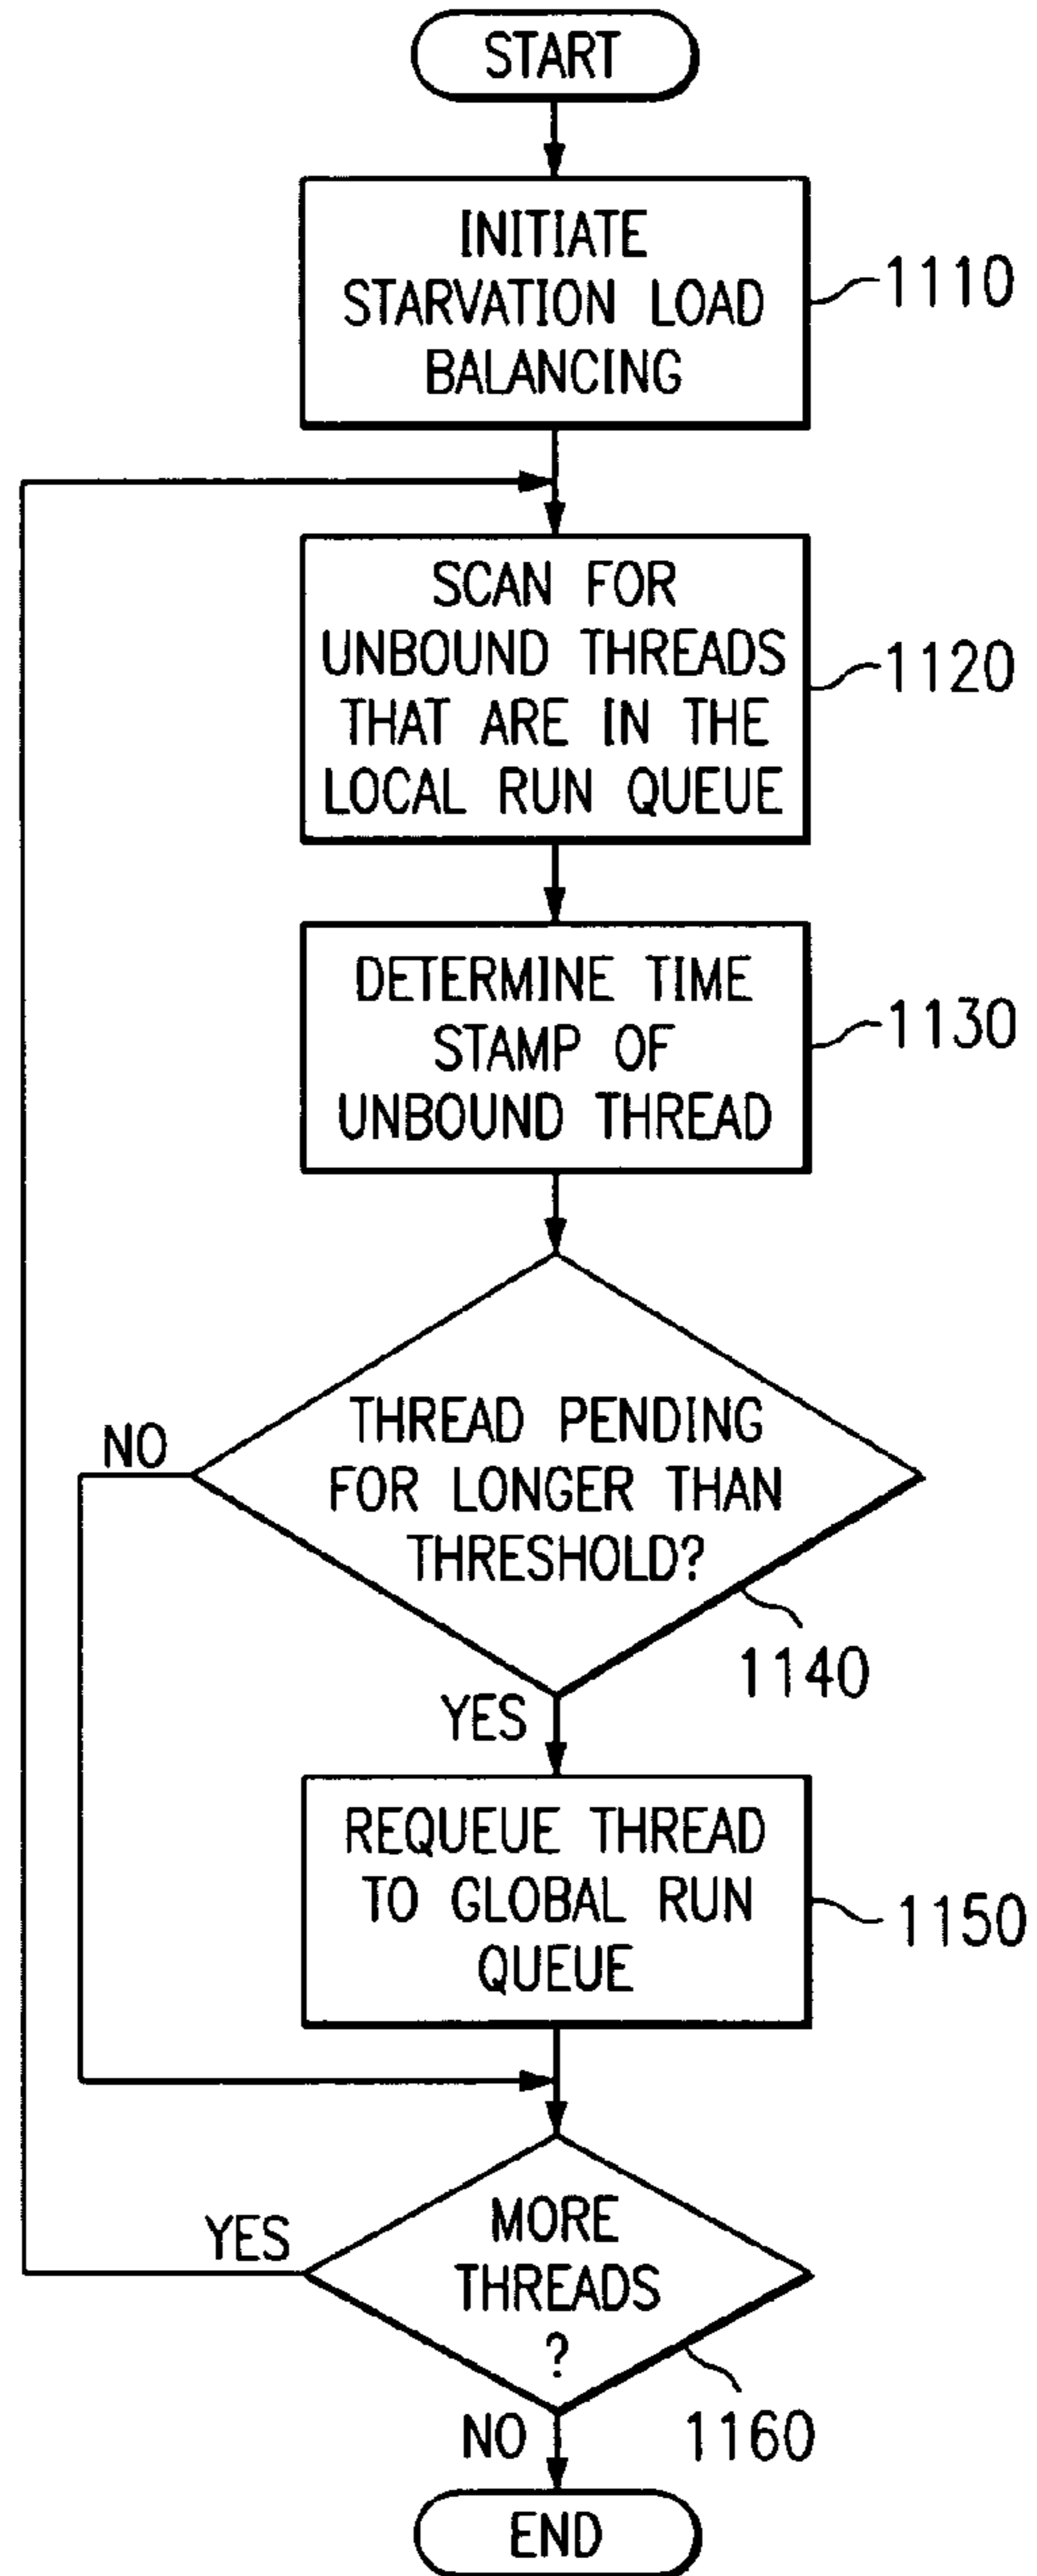 START
INITIATE
STARVATION LOAD
BALANCING
1110
SCAN FOR
UNBOUND THREADS
THAT ARE IN THE
LOCAL RUN QUEUE
1120
DETERMINE TIME
STAMP OF
UNBOUND THREAD
1130
THREAD PENDING
FOR LONGER THAN
THRESHOLD?
NO
1140
YES
REQUEUE THREAD
TO GLOBAL RUN
QUEUE
1150
MORE
THREADS
?
YES
1160
NO
END